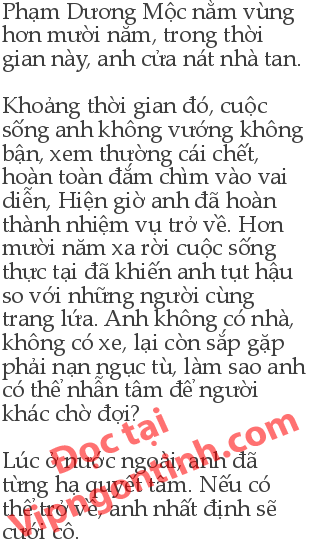 Phạm Dương Mộc nằm vùng
hơn mười năm, trong thời
gian này, anh cửa nát nhà tan.
Khoảng thời gian đó, cuộc
sống anh không vướng không
bận, xem thường cái chết,
hoàn toàn đắm chìm vào vai
diễn, Hiện giờ anh đã hoàn
thành nhiệm vụ trở về. Hơn
mười năm xa rời cuộc sống
thực tại đã khiến anh tụt hậu
so với những người cùng
trang lứa. Anh không có nhà,
không có xe, lại còn sắp gặp
phải nạn ngục tù, làm sao anh
có thể nhẫn tâm để người
khác chờ đợi?
Lúc ở nước ngoài, anh đã
từng hạ quyết tâm. Nếu có
thể trở về, anh nhất định sẽ
cưới cô.
Đọc tại
Vipngontinh.com